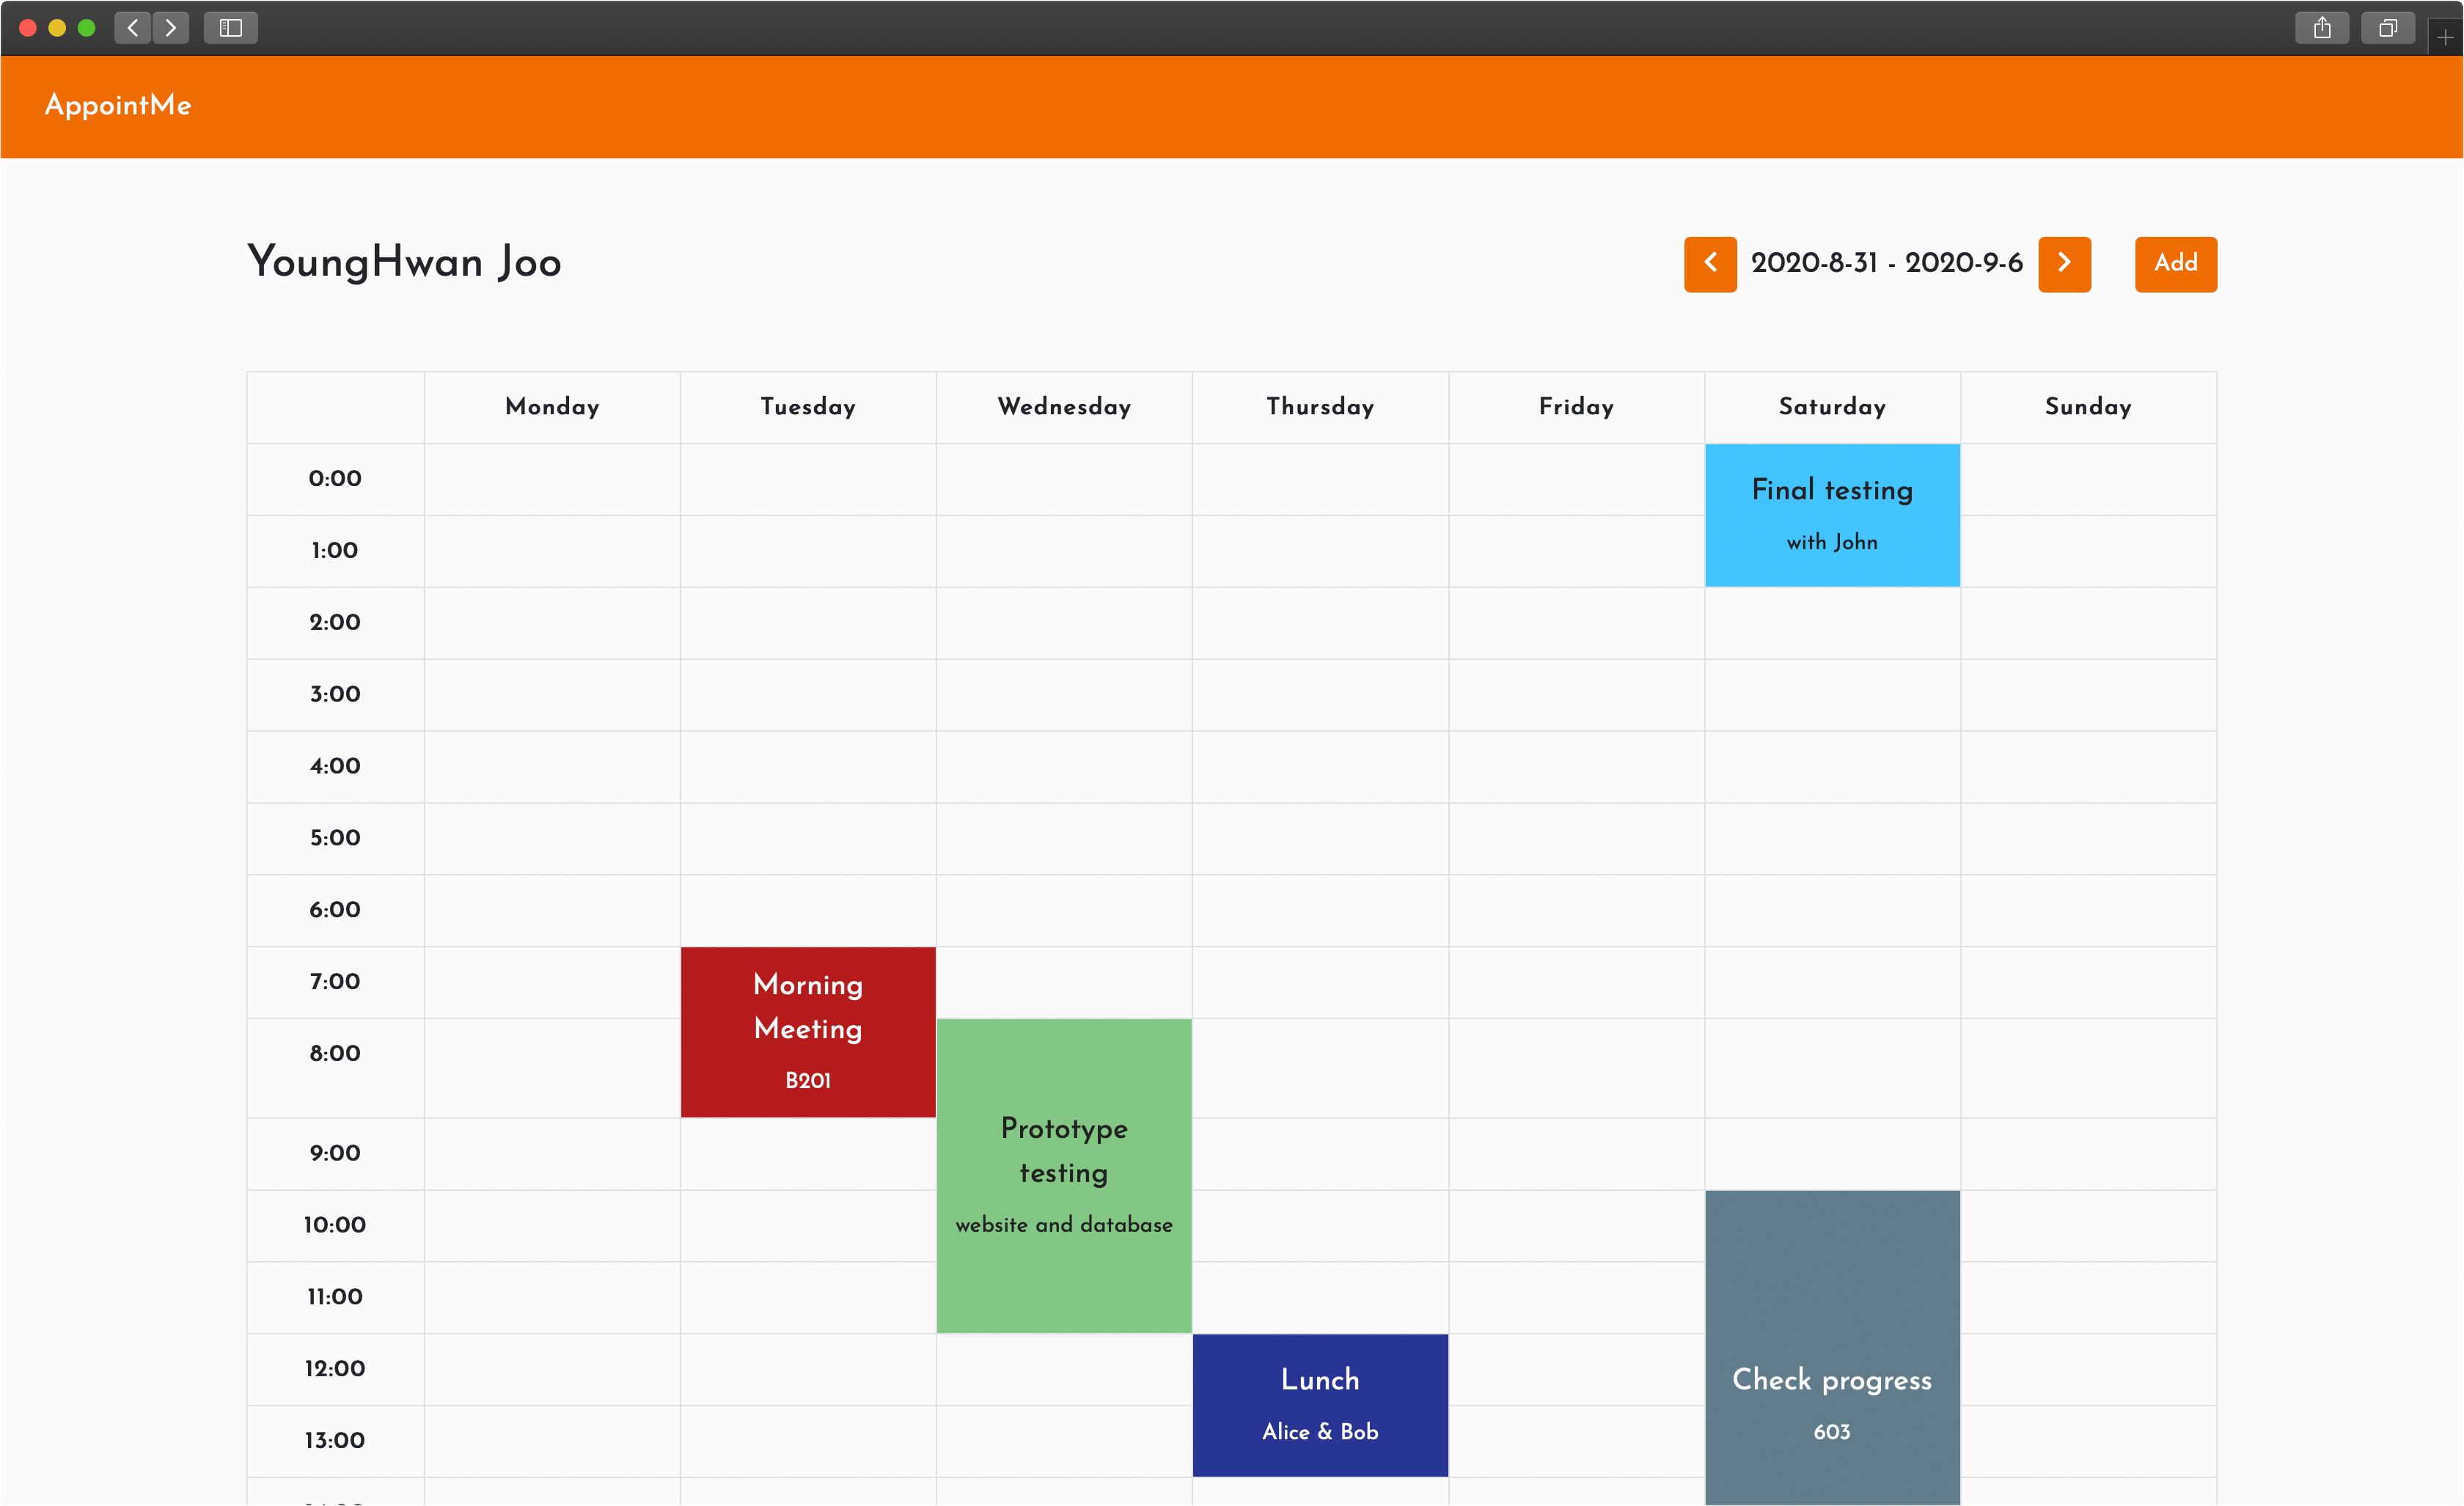 AppointMe
YoungHwan Joo
2020-8-31 - 2020-9-6
Add
Monday Tuesday Wednesday Thursday Friday Saturday Sunday
0:00
Final testing
with John
1:00
2:00
3:00
4:00
5:00
6:00
7:00
Morning
Meeting
B201
8:00
Prototype
testing
website and database
9:00
10:00
11:00
12:00
Lunch
Alice & Bob
Check progress
603
13:00